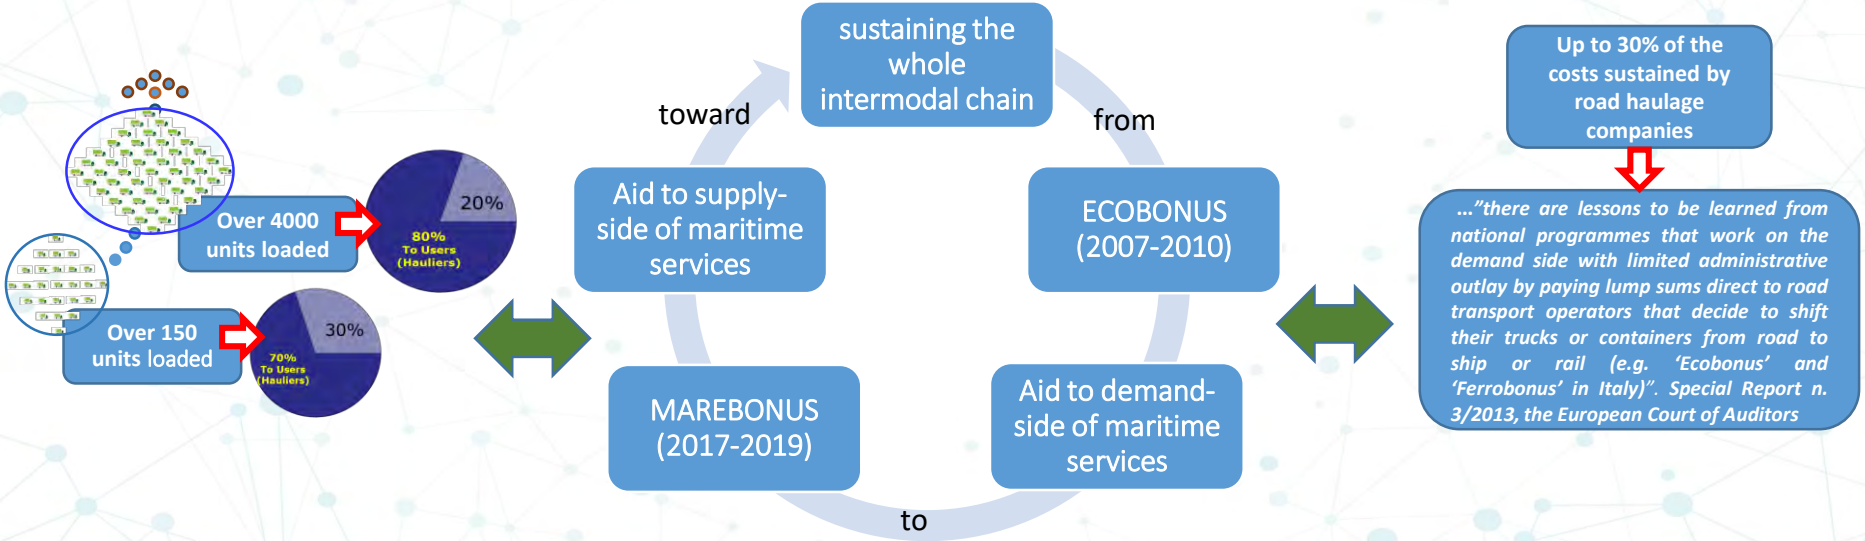 sustaining the
whole
intermodal chain
from
ECOBONUS
(2007-2010)
Aid to demand-
side of maritime
services
to
MAREBONUS
(2017-2019)
Aid to supply-
side of maritime
services
toward
Over 4000
units loaded
20%
80%
To Users
(Hauliers)
Over 150
units loaded
30%
70%
To Users
(Hauliers)
Up to 30% of the
costs sustained by
road haulage
companies
..."there are lessons to be learned from
national programmes that work on the
demand side with limited administrative
outlay by paying lump sums direct to road
transport operators that decide to shift
their trucks or containers from road to
ship or rail (e.g. ‘Ecobonus’ and
‘Ferrobonus’ in Italy)”. Special Report n.
3/2013, the European Court of Auditors